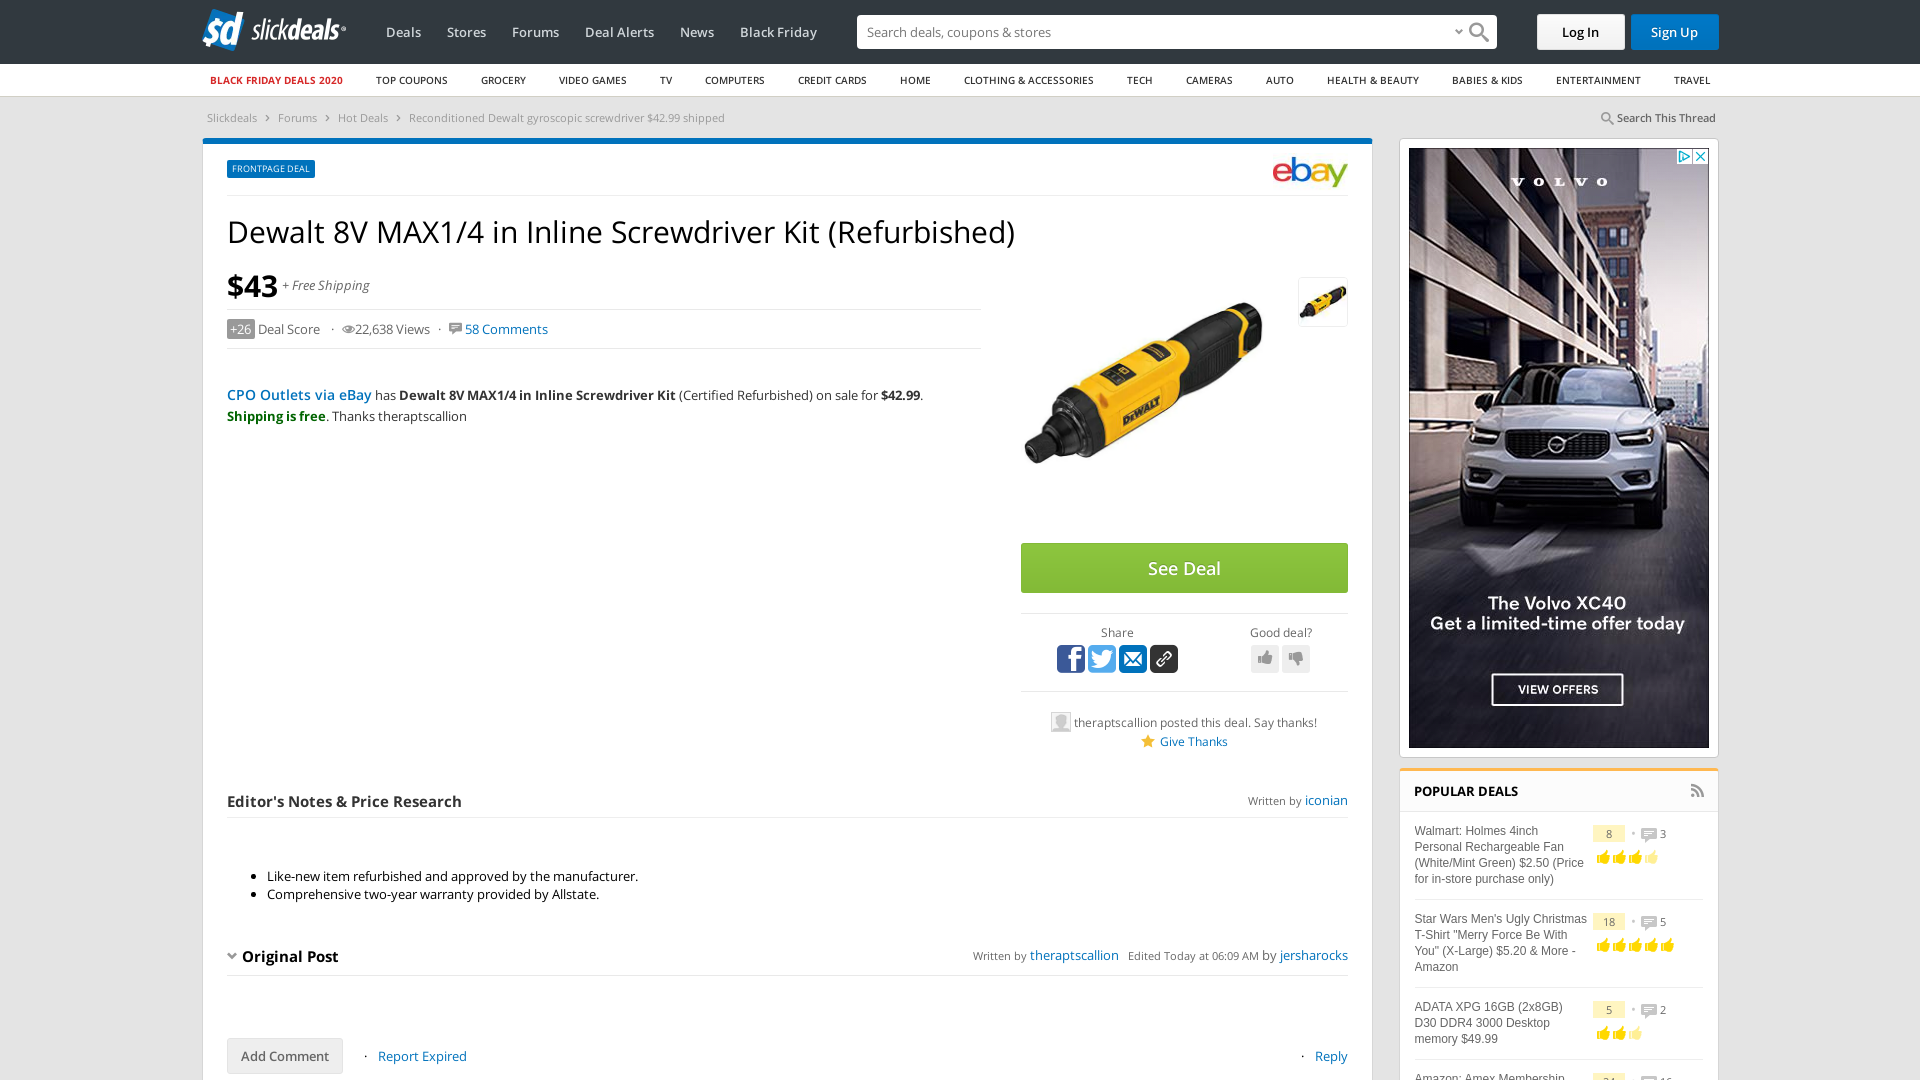 sd slickdeals
Deals Stores Forums Deal Alerts News Black Friday
Search deals, coupons & stores
Log In Sign Up
BLACK FRIDAY DEALS 2020 TOP COUPONS GROCERY VIDEO GAMES TV COMPUTERS CREDIT CARDS HOME CLOTHING & ACCESSORIES TECH CAMERAS AUTO HEALTH & BEAUTY BABIES & KIDS ENTERTAINMENT TRAVEL
Slickdeals › Forums › Hot Deals › Reconditioned Dewalt gyroscopic screwdriver $42.99 shipped
Search This Thread
FRONTPAGE DEAL
ebay
Dewalt 8V MAX1/4 in Inline Screwdriver Kit (Refurbished)
$43 + Free Shipping
+26 Deal Score · 22,638 Views · 58 Comments
CPO Outlets via eBay has Dewalt 8V MAX1/4 in Inline Screwdriver Kit (Certified Refurbished) on sale for $42.99.
Shipping is free. Thanks theraptscallion
DEWALT
See Deal
Share
Good deal?
theraptscallion posted this deal. Say thanks!
Give Thanks
Editor's Notes & Price Research
Written by iconian
• Like-new item refurbished and approved by the manufacturer.
• Comprehensive two-year warranty provided by Allstate.
Original Post
Written by theraptscallion Edited Today at 06:09 AM by jersharocks
Add Comment · Report Expired
· Reply
VOLVO
The Volvo XC40
Get a limited-time offer today
VIEW OFFERS
POPULAR DEALS
Walmart: Holmes 4inch
Personal Rechargeable Fan
(White/Mint Green) $2.50 (Price
for in-store purchase only)
8 • 3
Star Wars Men's Ugly Christmas
T-Shirt "Merry Force Be With
You" (X-Large) $5.20 & More -
Amazon
18 • 5
ADATA XPG 16GB (2x8GB)
D30 DDR4 3000 Desktop
memory $49.99
5 • 2
Amazon: Amex Membership